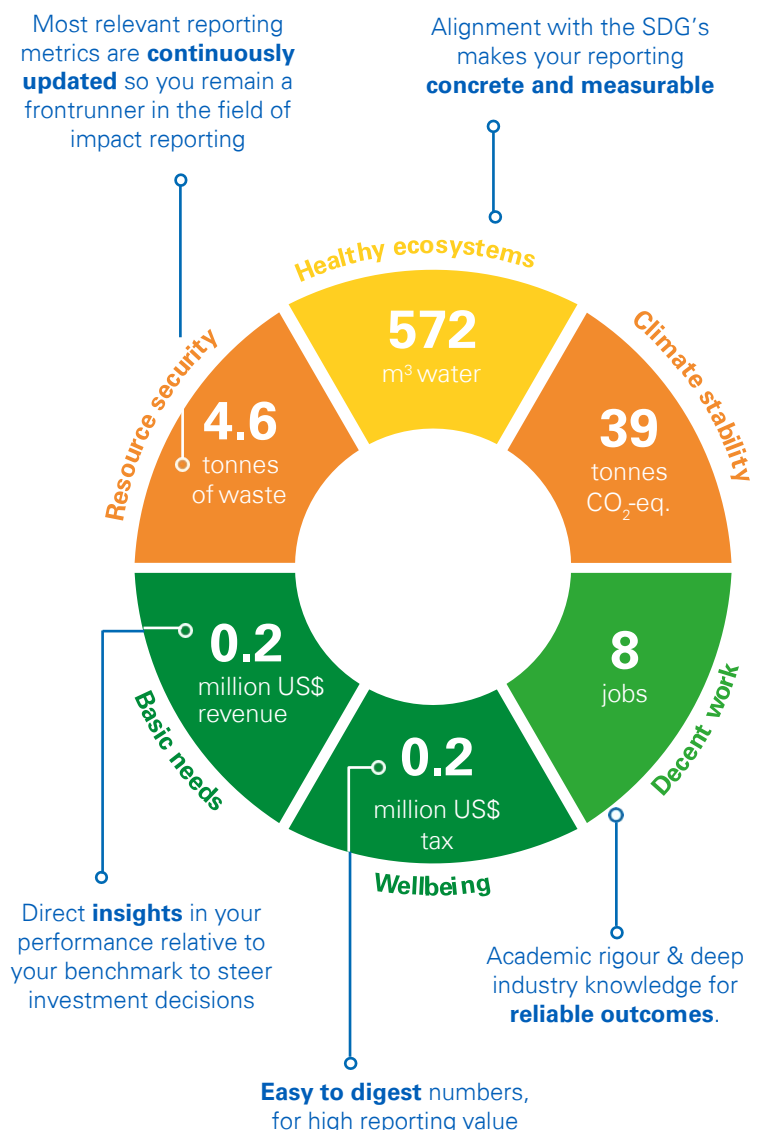 Most relevant reporting
metrics are continuously
updated so you remain a
frontrunner in the field of
impact reporting
Alignment with the SDG's
makes your reporting
concrete and measurable
Healthy ecosystems
572
m³ water
Climate stability
39
tonnes
CO₂-eq.
Resource security
4.6
tonnes
of waste
Basic needs
0.2
million US$
revenue
Wellbeing
0.2
million US$
tax
Decent work
8
jobs
Direct insights in your
performance relative to
your benchmark to steer
investment decisions
Academic rigour & deep
industry knowledge for
reliable outcomes.
Easy to digest numbers,
for high reporting value